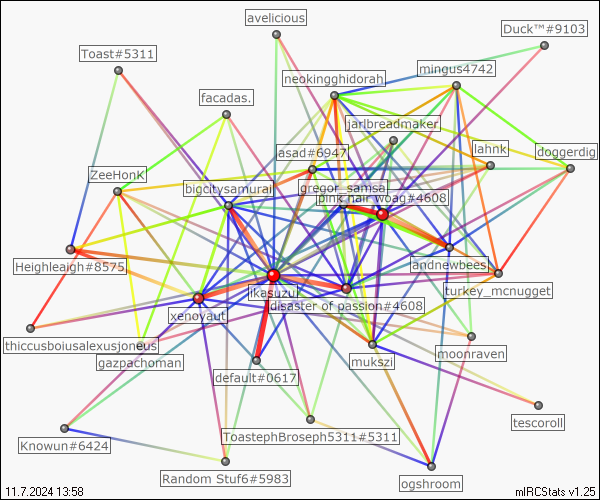 avelicious
Duck™#9103
Toast#5311
mingus4742
neokingghidorah
facadas.
jarlbreadmaker
lahnk
asad#6947
doggerdig
ZeeHonK
bigcitysamurai
gregor_samsa
pink hair woag#4608
Heighleaigh#8575
andnewbees
turkey_mcnugget
ikasuzu
disaster of passion#4608
xenoyaut
thiccusboiusalexusjoneus
moonraven
gazpachoman
mukszi
default#0617
tescoroll
ToastephBroseph5311#5311
Knowun#6424
Random Stuf6#5983
ogshroom
11.7.2024 13:58
mIRCStats v1.25